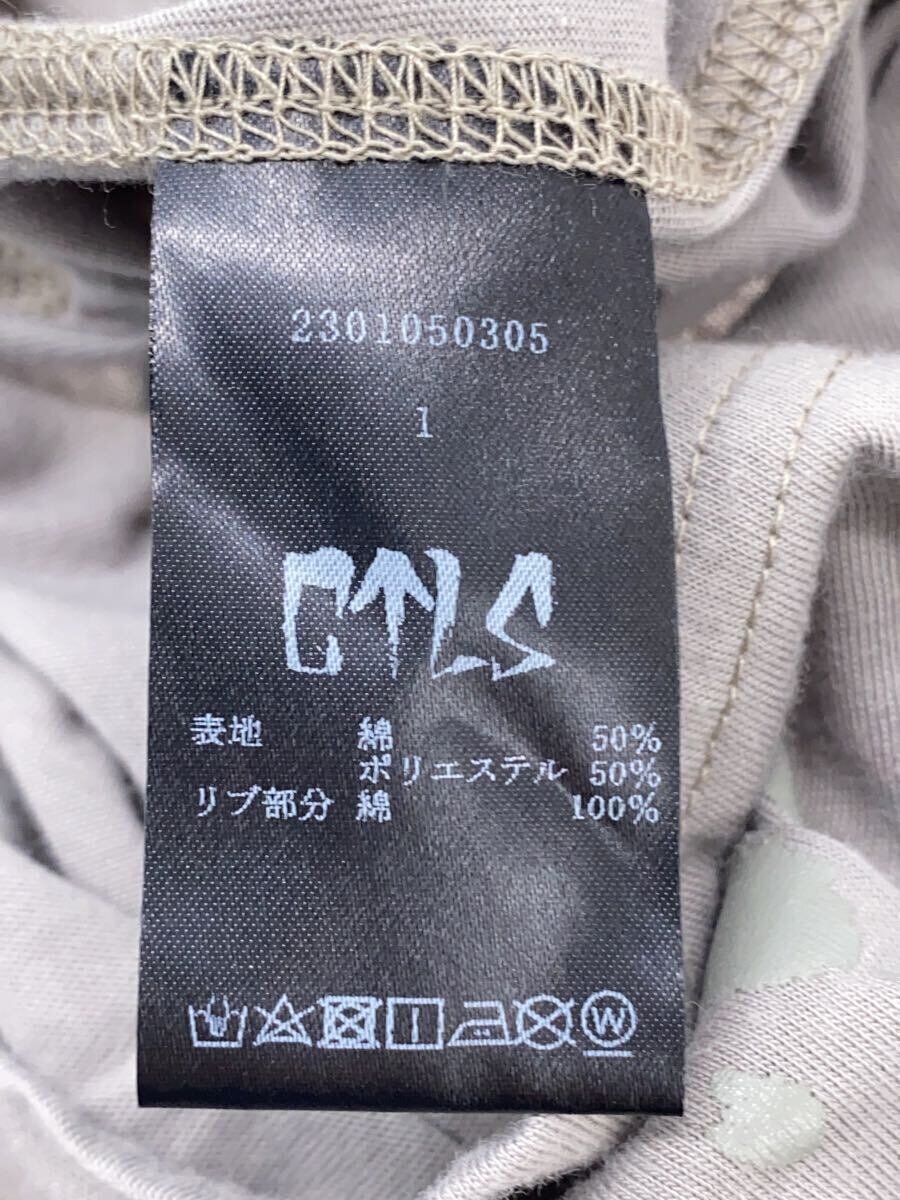 2301050305
1
CTLS
表地 綿 50%
ポリエステル 50%
リブ部分 綿 100%
W